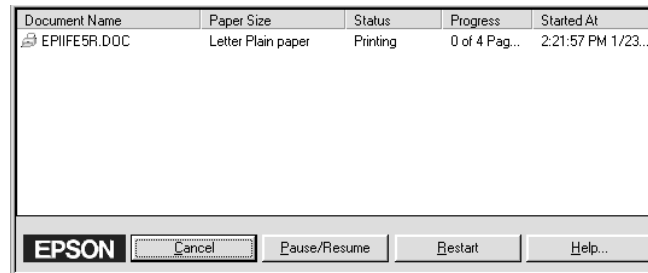 Document Name Paper Size Status Progress Started At
EPIIFE5R.DOC Letter Plain paper Printing 0 of 4 Pag... 2:21:57 PM 1/23...
EPSON Cancel Pause/Resume Restart Help...